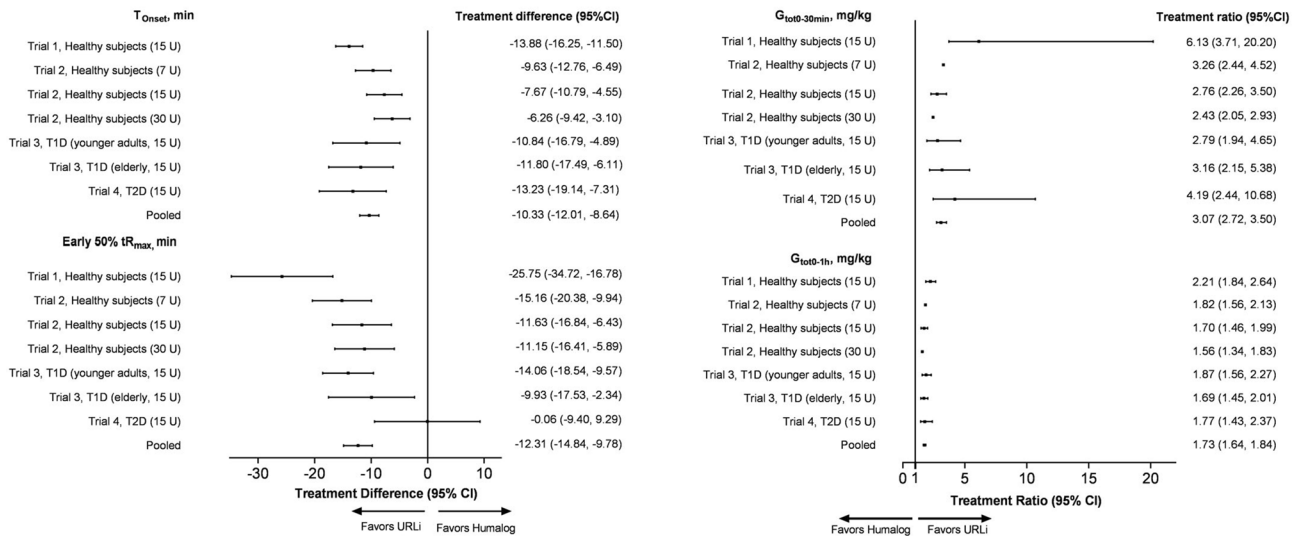 T_Onset, min Treatment difference (95%CI)
Trial 1, Healthy subjects (15 U) -13.88 (-16.25, -11.50)
Trial 2, Healthy subjects (7 U) -9.63 (-12.76, -6.49)
Trial 2, Healthy subjects (15 U) -7.67 (-10.79, -4.55)
Trial 2, Healthy subjects (30 U) -6.26 (-9.42, -3.10)
Trial 3, T1D (younger adults, 15 U) -10.84 (-16.79, -4.89)
Trial 3, T1D (elderly, 15 U) -11.80 (-17.49, -6.11)
Trial 4, T2D (15 U) -13.23 (-19.14, -7.31)
Pooled -10.33 (-12.01, -8.64)
Early 50% tR_max, min
Trial 1, Healthy subjects (15 U) -25.75 (-34.72, -16.78)
Trial 2, Healthy subjects (7 U) -15.16 (-20.38, -9.94)
Trial 2, Healthy subjects (15 U) -11.63 (-16.84, -6.43)
Trial 2, Healthy subjects (30 U) -11.15 (-16.41, -5.89)
Trial 3, T1D (younger adults, 15 U) -14.06 (-18.54, -9.57)
Trial 3, T1D (elderly, 15 U) -9.93 (-17.53, -2.34)
Trial 4, T2D (15 U) -0.06 (-9.40, 9.29)
Pooled -12.31 (-14.84, -9.78)
-30 -20 -10 0 10
Treatment Difference (95% CI)
Favors URLi Favors Humalog
G_tot0-30min, mg/kg Treatment ratio (95%CI)
Trial 1, Healthy subjects (15 U) 6.13 (3.71, 20.20)
Trial 2, Healthy subjects (7 U) 3.26 (2.44, 4.52)
Trial 2, Healthy subjects (15 U) 2.76 (2.26, 3.50)
Trial 2, Healthy subjects (30 U) 2.43 (2.05, 2.93)
Trial 3, T1D (younger adults, 15 U) 2.79 (1.94, 4.65)
Trial 3, T1D (elderly, 15 U) 3.16 (2.15, 5.38)
Trial 4, T2D (15 U) 4.19 (2.44, 10.68)
Pooled 3.07 (2.72, 3.50)
G_tot0-1h, mg/kg
Trial 1, Healthy subjects (15 U) 2.21 (1.84, 2.64)
Trial 2, Healthy subjects (7 U) 1.82 (1.56, 2.13)
Trial 2, Healthy subjects (15 U) 1.70 (1.46, 1.99)
Trial 2, Healthy subjects (30 U) 1.56 (1.34, 1.83)
Trial 3, T1D (younger adults, 15 U) 1.87 (1.56, 2.27)
Trial 3, T1D (elderly, 15 U) 1.69 (1.45, 2.01)
Trial 4, T2D (15 U) 1.77 (1.43, 2.37)
Pooled 1.73 (1.64, 1.84)
0 1 5 10 15 20
Treatment Ratio (95% CI)
Favors Humalog Favors URLi